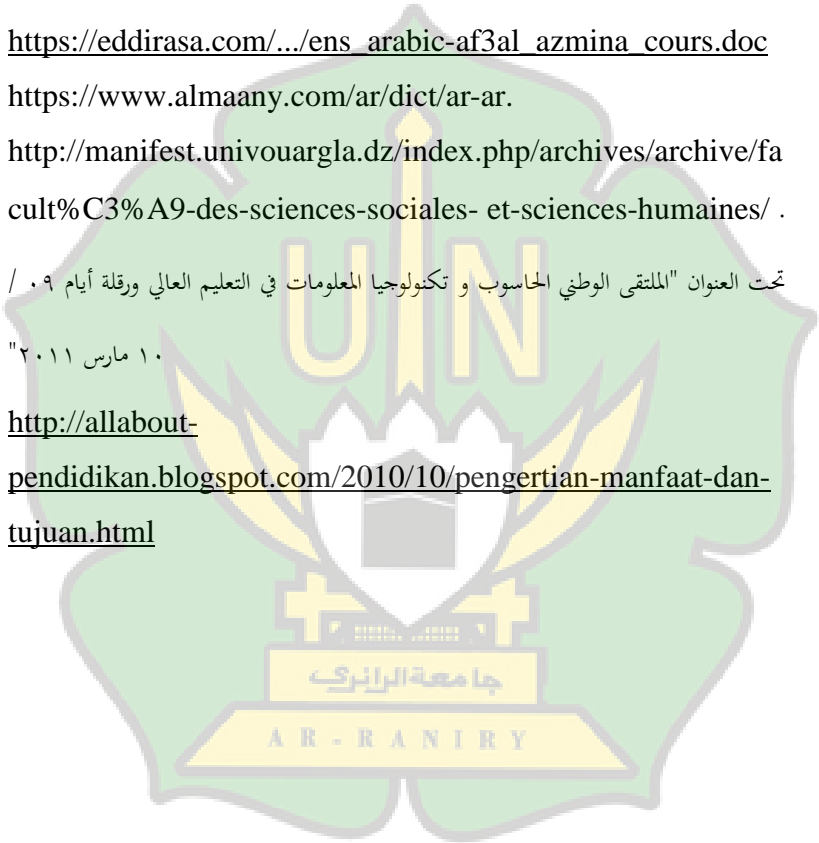 https://eddirasa.com/.../ens_arabic-af3al_azmina_cours.doc
https://www.almaany.com/ar/dict/ar-ar.
http://manifest.univouargla.dz/index.php/archives/archive/fa
cult%C3%A9-des-sciences-sociales- et-sciences-humaines/ .
تحت العنوان "الملتقى الوطني الحاسوب و تكنولوجيا المعلومات في التعليم العالي ورقلة أيام ٠٩ /
١٠ مارس ٢٠١١"
http://allabout-
pendidikan.blogspot.com/2010/10/pengertian-manfaat-dan-
tujuan.html
UIN
جامعة الرانري
AR-RANIRY